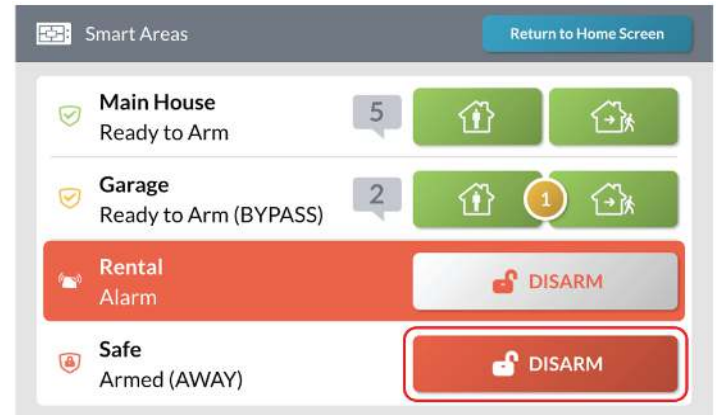 Smart Areas
Return to Home Screen
Main House
Ready to Arm
5
Garage
Ready to Arm (BYPASS)
2
1
Rental
Alarm
DISARM
Safe
Armed (AWAY)
DISARM